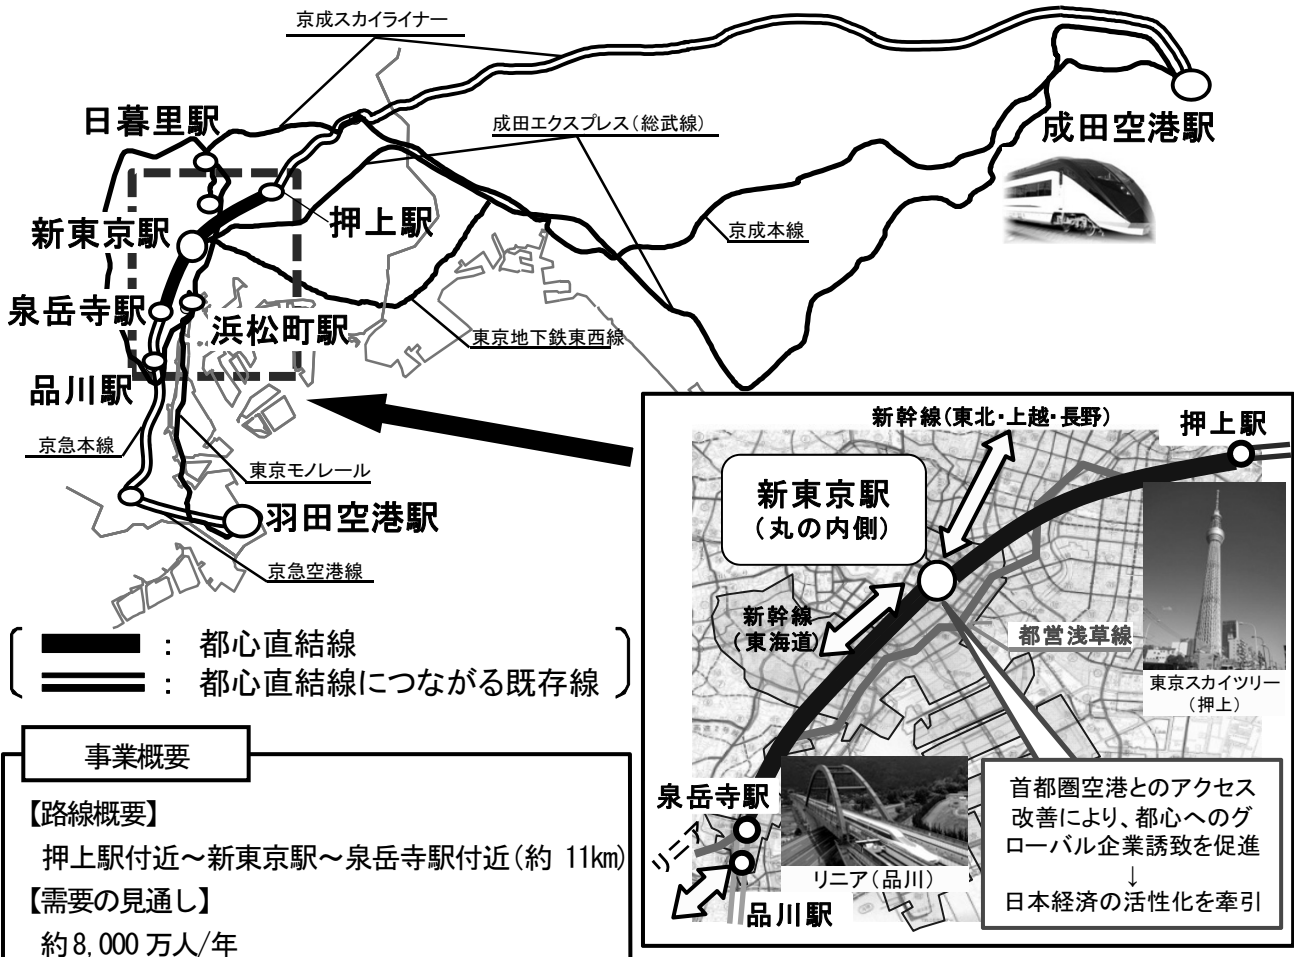 京成スカイライナー
日暮里駅
成田エクスプレス(総武線)
成田空港駅
新東京駅
押上駅
京成本線
泉岳寺駅
浜松町駅
東京地下鉄東西線
品川駅
京急本線
東京モノレール
羽田空港駅
京急空港線
: 都心直結線
: 都心直結線につながる既存線
事業概要
【路線概要】
押上駅付近～新東京駅～泉岳寺駅付近(約 11km)
【需要の見通し】
約8,000 万人/年
新幹線(東北・上越・長野)
押上駅
新東京駅
(丸の内側)
新幹線
(東海道)
都営浅草線
東京スカイツリー
(押上)
泉岳寺駅
リニア
リニア(品川)
品川駅
首都圏空港とのアクセス
改善により、都心へのグ
ローバル企業誘致を促進
↓
日本経済の活性化を牽引